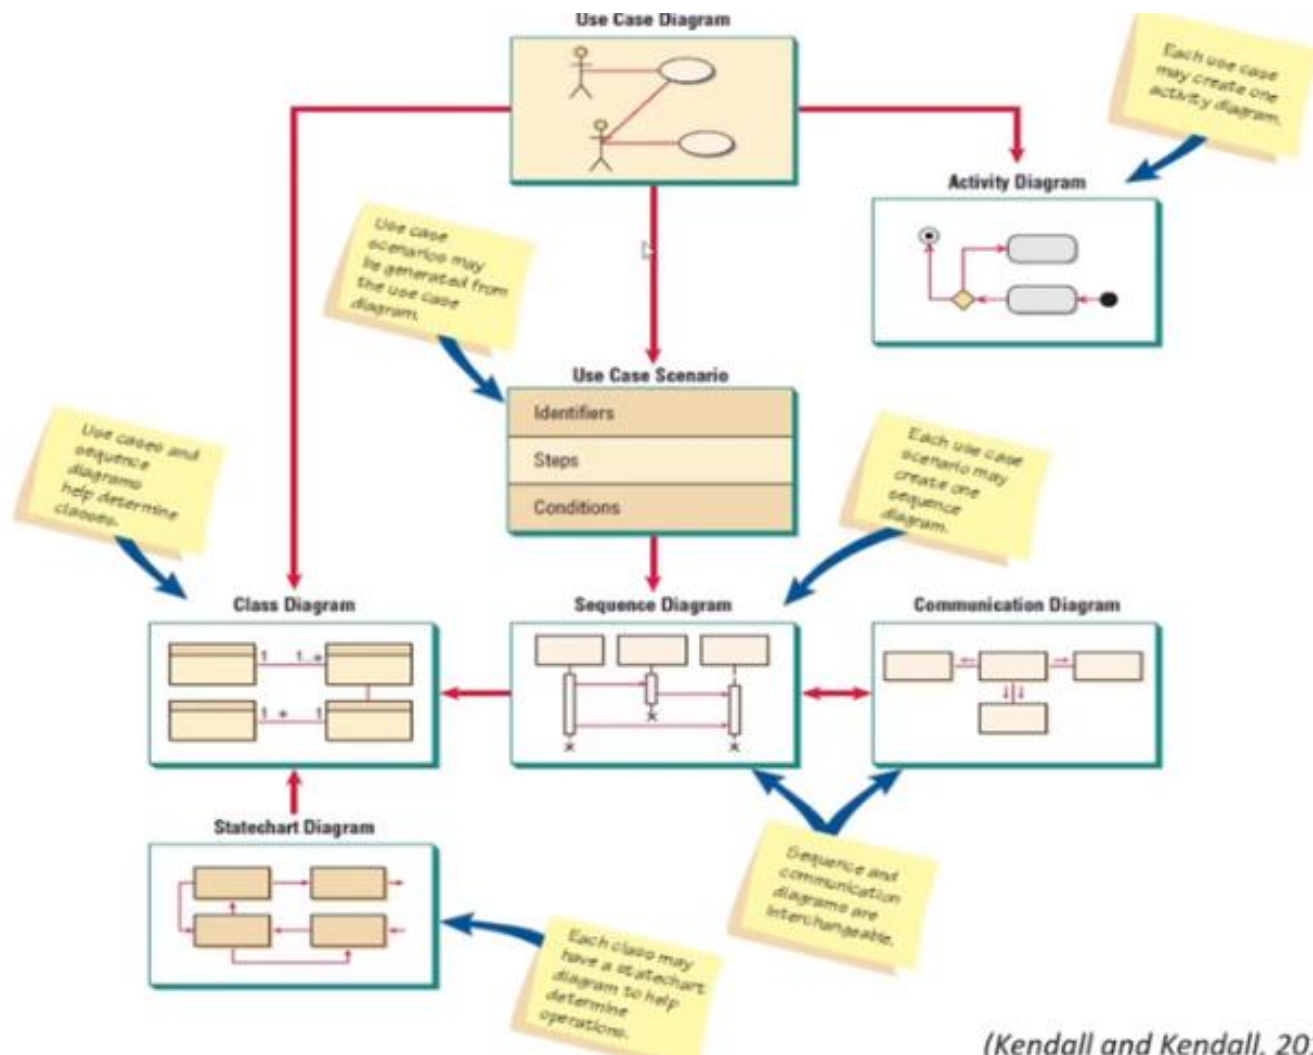 Use Case Diagram
Each use case
may create one
activity diagram.
Activity Diagram
Use case
scenarios may
be generated from
the use case
diagram.
Use Case Scenario
Identifiers
Steps
Conditions
Use cases and
sequence
diagrams
help determine
classes.
Each use case
scenario may
create one
sequence
diagram.
Class Diagram
1 1..*
1 * 1
Sequence Diagram
Communication Diagram
Statechart Diagram
Sequence and
communication
diagrams are
interchangeable.
Each class may
have a statechart
diagram to help
determine
operations.
(Kendall and Kendall, 20